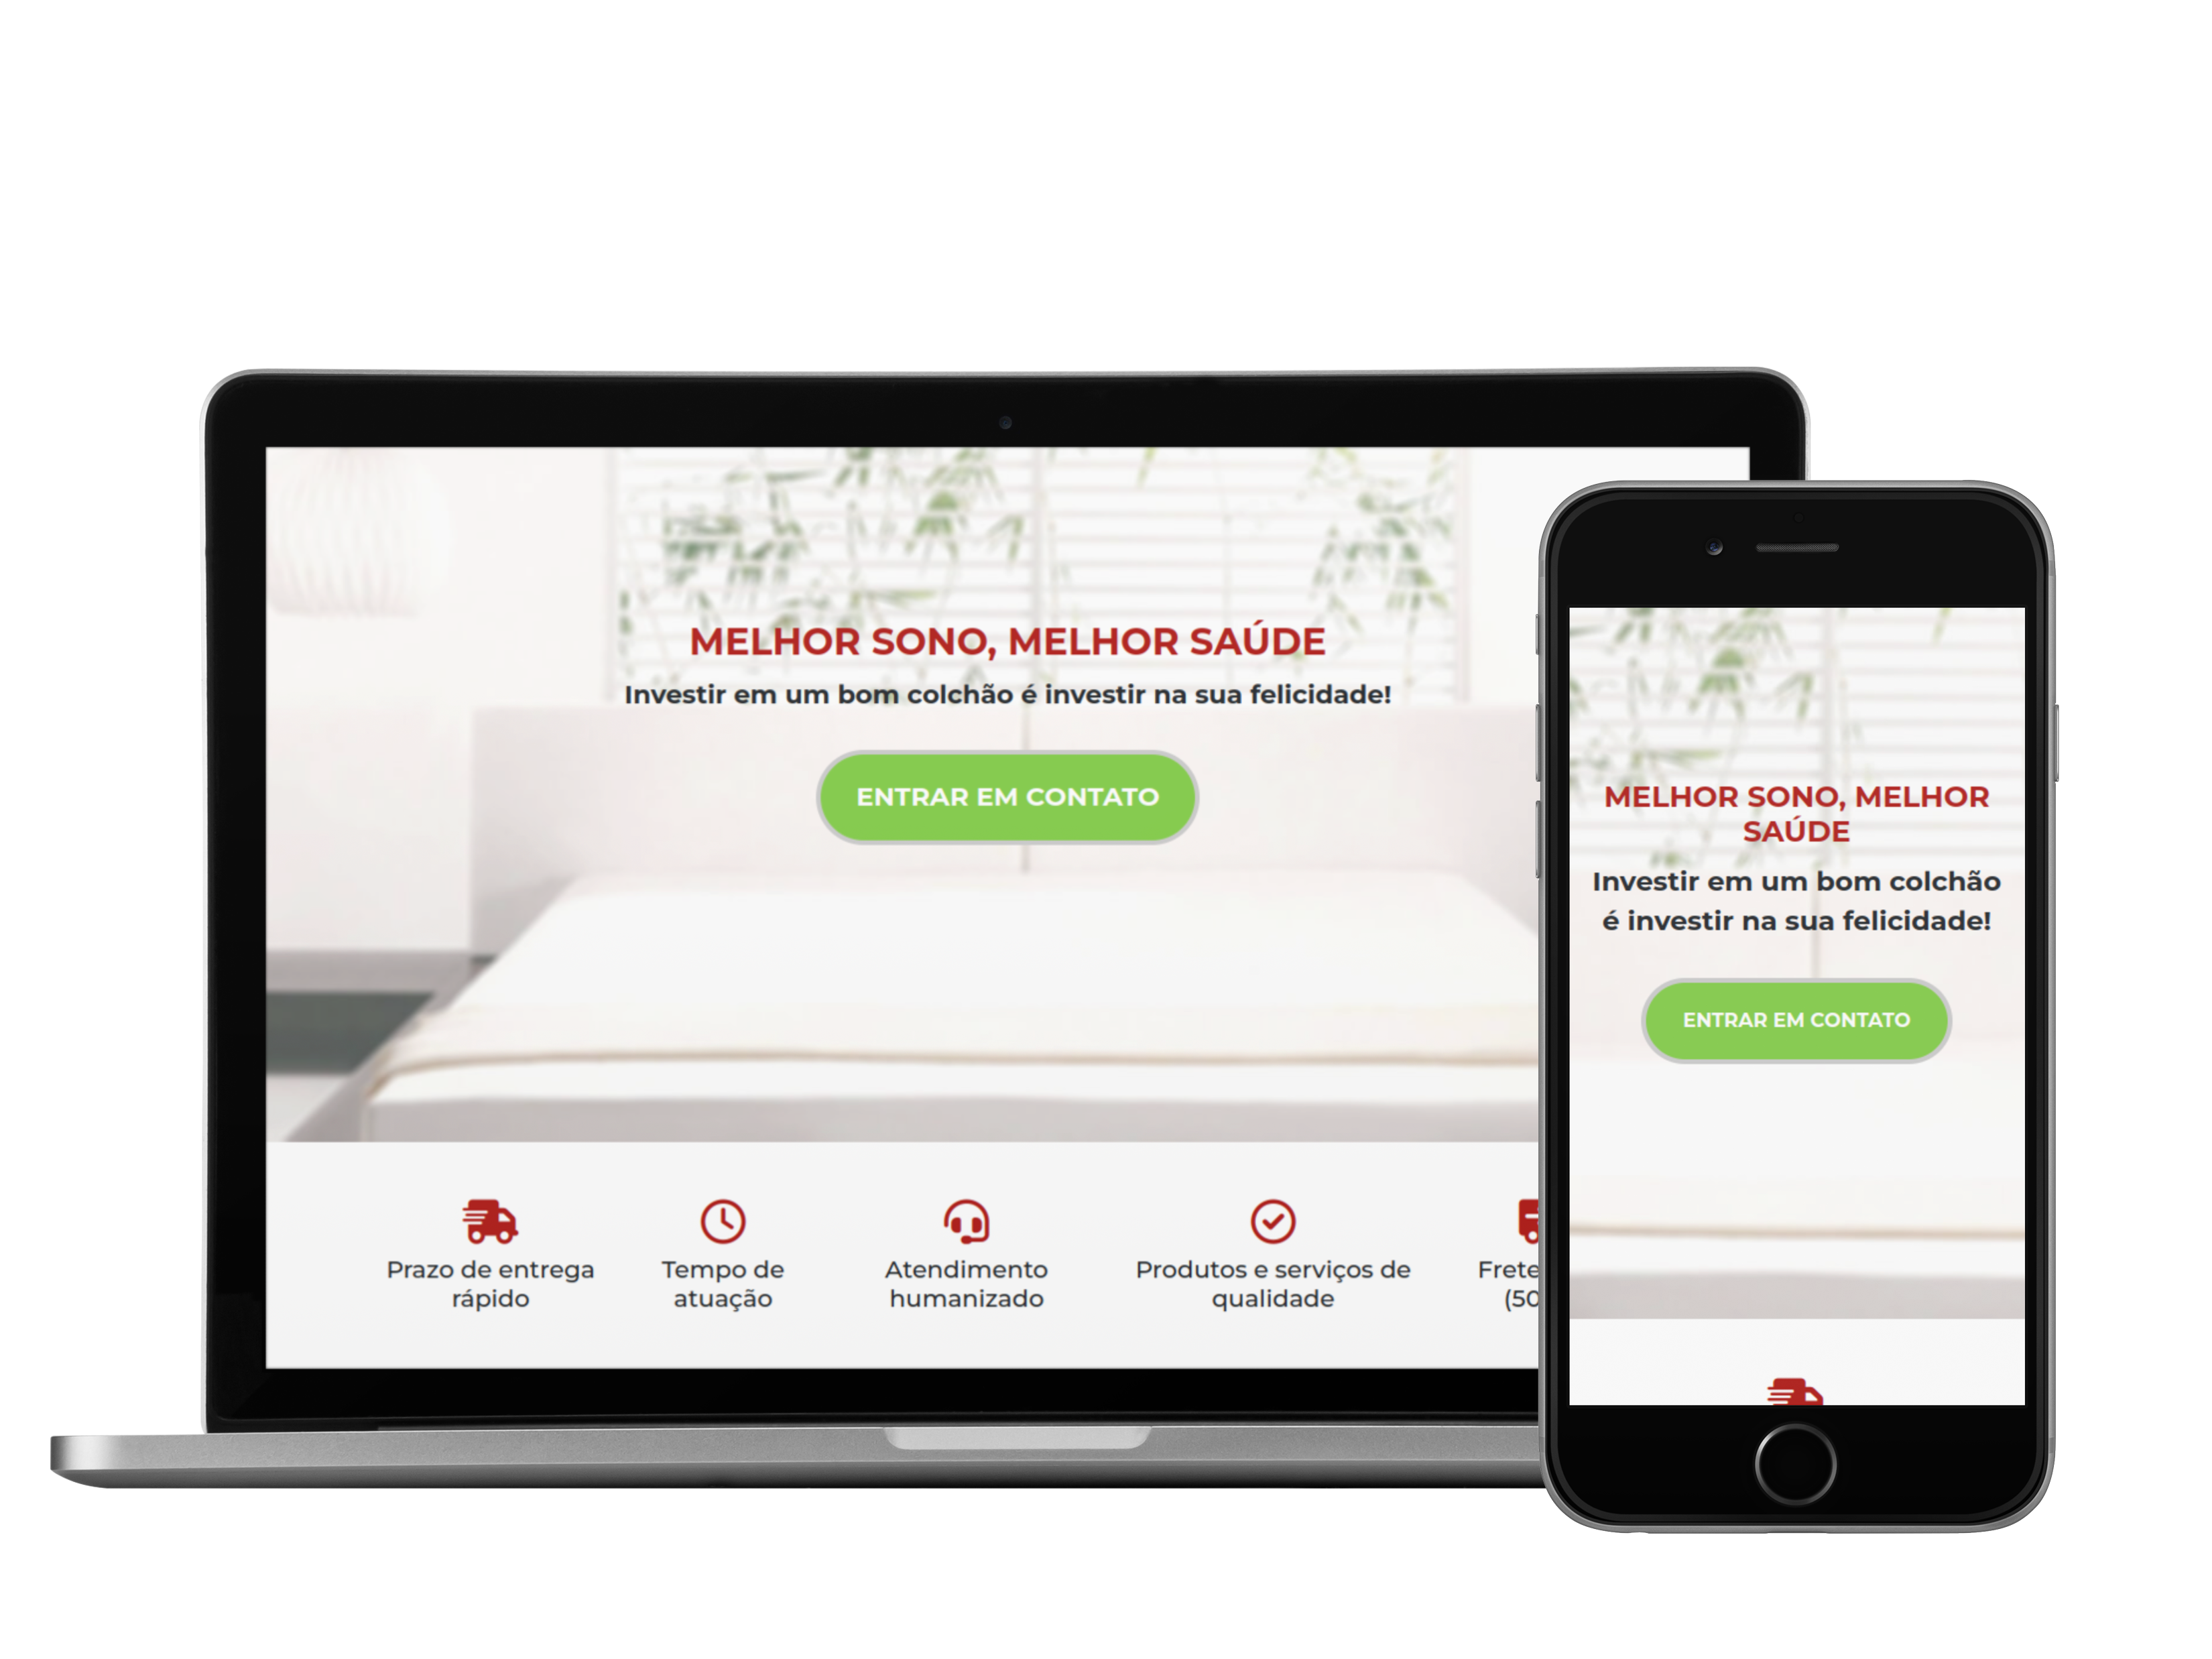 MELHOR SONO, MELHOR SAÚDE
Investir em um bom colchão é investir na sua felicidade!
ENTRAR EM CONTATO
Prazo de entrega
rápido
Tempo de
atuação
Atendimento
humanizado
Produtos e serviços de
qualidade
Frete
(50
MELHOR SONO, MELHOR
SAÚDE
Investir em um bom colchão
é investir na sua felicidade!
ENTRAR EM CONTATO